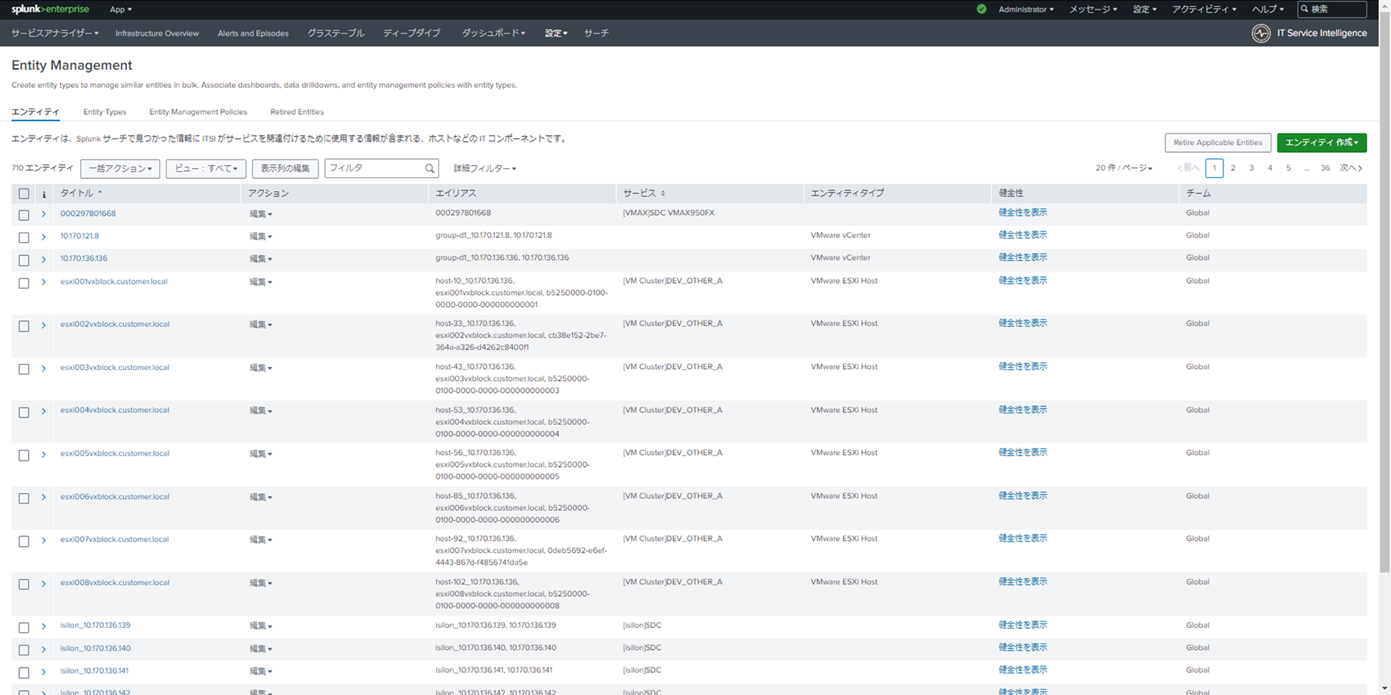 splunk>enterprise App Administrator メッセージ 設定 アクティビティ ヘルプ 検索
サービスアナライザー Infrastructure Overview Alerts and Episodes グラステーブル ディープダイブ ダッシュボード 設定 サーチ IT Service Intelligence
Entity Management
Create entity types to manage similar entities in bulk. Associate dashboards, data drilldowns, and entity management policies with entity types.
エンティティ Entity Types Entity Management Policies Retired Entities
エンティティは、Splunk サーチで見つかった情報に ITSI がサービスを関連付けるために使用する情報が含まれる、ホストなどの IT コンポーネントです。
Retire Applicable Entities エンティティ 作成
710 エンティティ 一括アクション ビュー：すべて 表示列の編集 フィルタ 詳細フィルター 20 件 / ページ 前へ 1 2 3 4 5 ... 36 次へ
i タイトル アクション エイリアス サービス エンティティタイプ 健全性 チーム
000297801668 編集 000297801668 [VMAX]SDC VMAX950FX 健全性を表示 Global
10.170.121.8 編集 group-d1_10.170.121.8, 10.170.121.8 VMware vCenter 健全性を表示 Global
10.170.136.136 編集 group-d1_10.170.136.136, 10.170.136.136 VMware vCenter 健全性を表示 Global
esxi001vxblock.customer.local 編集 host-10_10.170.136.136, [VM Cluster]DEV_OTHER_A VMware ESXi Host 健全性を表示 Global
esxi001vxblock.customer.local, b5250000-0100-
0000-0000-000000000001
esxi002vxblock.customer.local 編集 host-33_10.170.136.136, [VM Cluster]DEV_OTHER_A VMware ESXi Host 健全性を表示 Global
esxi002vxblock.customer.local, cb38e152-2be7-
364a-a326-d4262c8400f1
esxi003vxblock.customer.local 編集 host-43_10.170.136.136, [VM Cluster]DEV_OTHER_A VMware ESXi Host 健全性を表示 Global
esxi003vxblock.customer.local, b5250000-
0100-0000-0000-000000000003
esxi004vxblock.customer.local 編集 host-53_10.170.136.136, [VM Cluster]DEV_OTHER_A VMware ESXi Host 健全性を表示 Global
esxi004vxblock.customer.local, b5250000-
0100-0000-0000-000000000004
esxi005vxblock.customer.local 編集 host-56_10.170.136.136, [VM Cluster]DEV_OTHER_A VMware ESXi Host 健全性を表示 Global
esxi005vxblock.customer.local, b5250000-
0100-0000-0000-000000000005
esxi006vxblock.customer.local 編集 host-85_10.170.136.136, [VM Cluster]DEV_OTHER_A VMware ESXi Host 健全性を表示 Global
esxi006vxblock.customer.local, b5250000-
0100-0000-0000-000000000006
esxi007vxblock.customer.local 編集 host-92_10.170.136.136, [VM Cluster]DEV_OTHER_A VMware ESXi Host 健全性を表示 Global
esxi007vxblock.customer.local, 0deb5692-e6ef-
4443-867d-f4856741da5e
esxi008vxblock.customer.local 編集 host-102_10.170.136.136, [VM Cluster]DEV_OTHER_A VMware ESXi Host 健全性を表示 Global
esxi008vxblock.customer.local, b5250000-
0100-0000-0000-000000000008
isilon_10.170.136.139 編集 isilon_10.170.136.139, 10.170.136.139 [isilon]SDC 健全性を表示 Global
isilon_10.170.136.140 編集 isilon_10.170.136.140, 10.170.136.140 [isilon]SDC 健全性を表示 Global
isilon_10.170.136.141 編集 isilon_10.170.136.141, 10.170.136.141 [isilon]SDC 健全性を表示 Global
isilon_10.170.136.142 編集 isilon_10.170.136.142, 10.170.136.142 [isilon]SDC 健全性を表示 Global